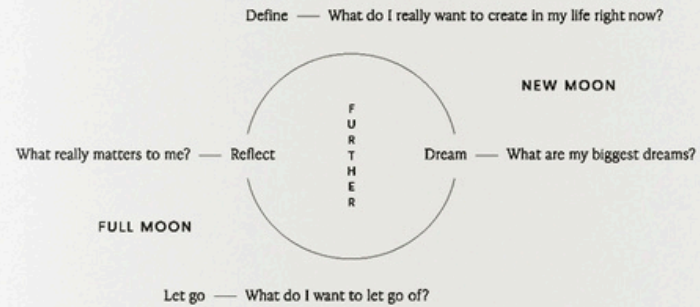 Define — What do I really want to create in my life right now?
NEW MOON
FURTHER
What really matters to me? — Reflect
Dream — What are my biggest dreams?
FULL MOON
Let go — What do I want to let go of?